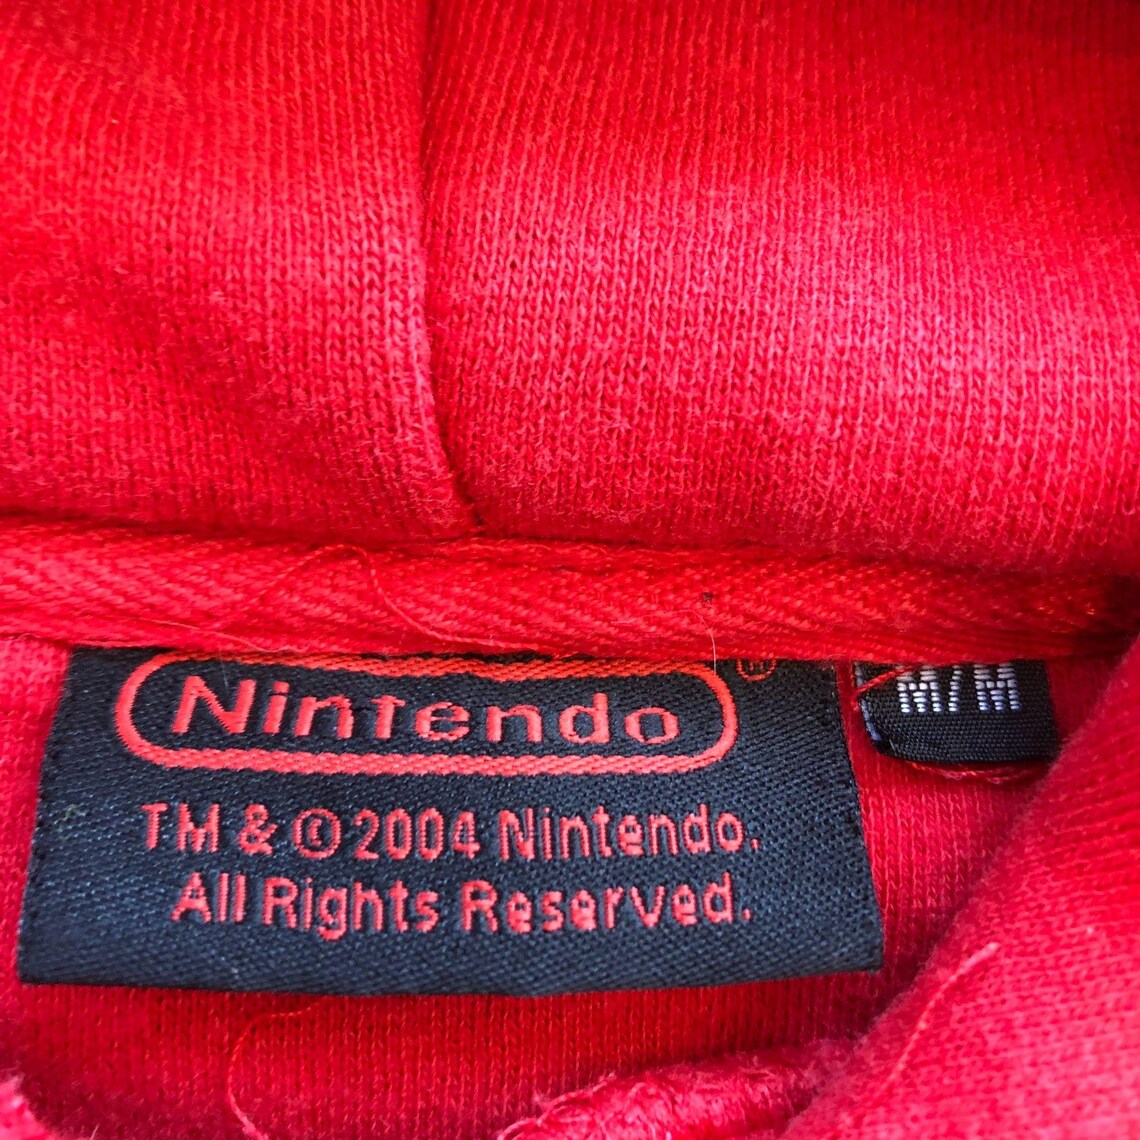 Nintendo ®
M/M
TM & ©2004 Nintendo.
All Rights Reserved.